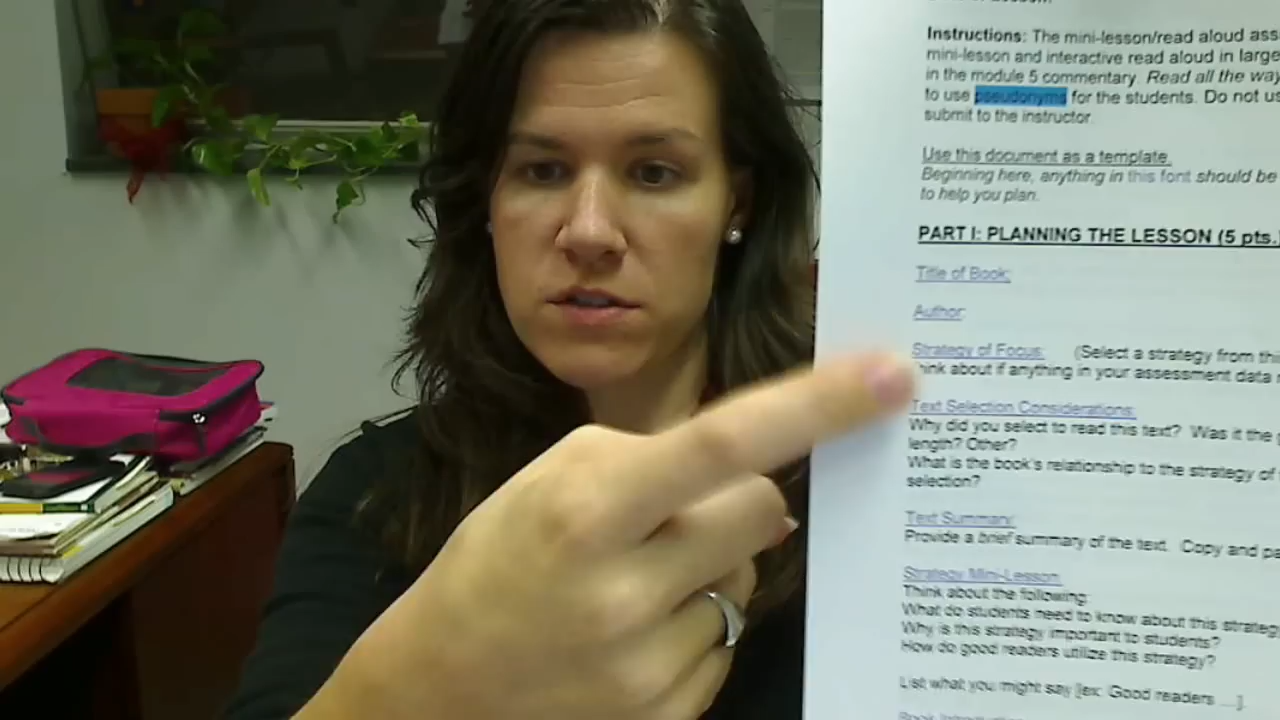 Instructions: The mini-lesson/read aloud
mini-lesson and interactive read aloud in large
in the module 5 commentary. Read all the way
to use pseudonyms for the students. Do not
submit to the instructor.
Use this document as a template.
Beginning here, anything in this font should be
to help you plan.
PART I: PLANNING THE LESSON (5 pts.)
Title of Book:
Author:
Strategy of Focus: (Select a strategy from
think about if anything in your assessment data
Text Selection Considerations:
Why did you select to read this text? Was it the
length? Other?
What is the book's relationship to the strategy of
selection?
Text Summary:
Provide a brief summary of the text. Copy and
Strategy Mini-Lesson:
Think about the following:
What do students need to know about this
Why is this strategy important to students?
How do good readers utilize this strategy?
List what you might say [ex: Good readers ....].
Book